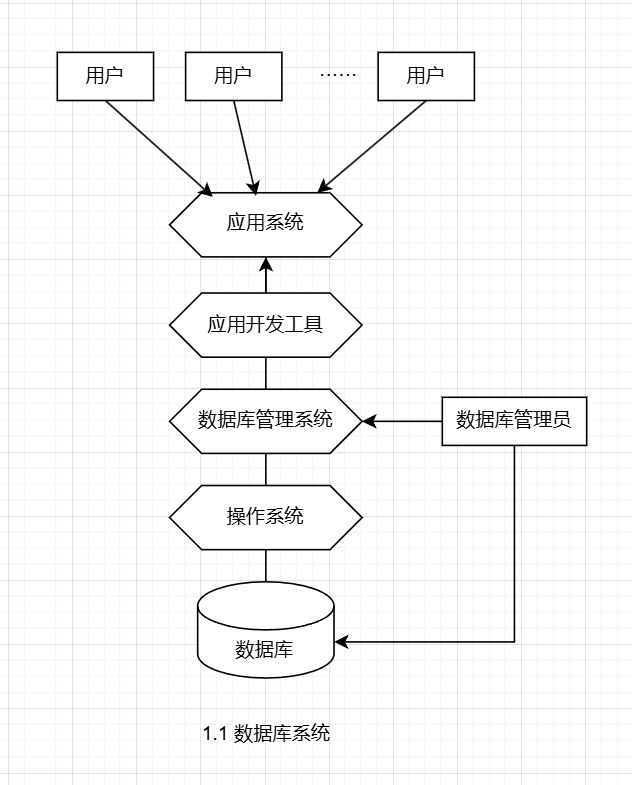 用户
用户
······
用户
应用系统
应用开发工具
数据库管理系统
数据库管理员
操作系统
数据库
1.1 数据库系统